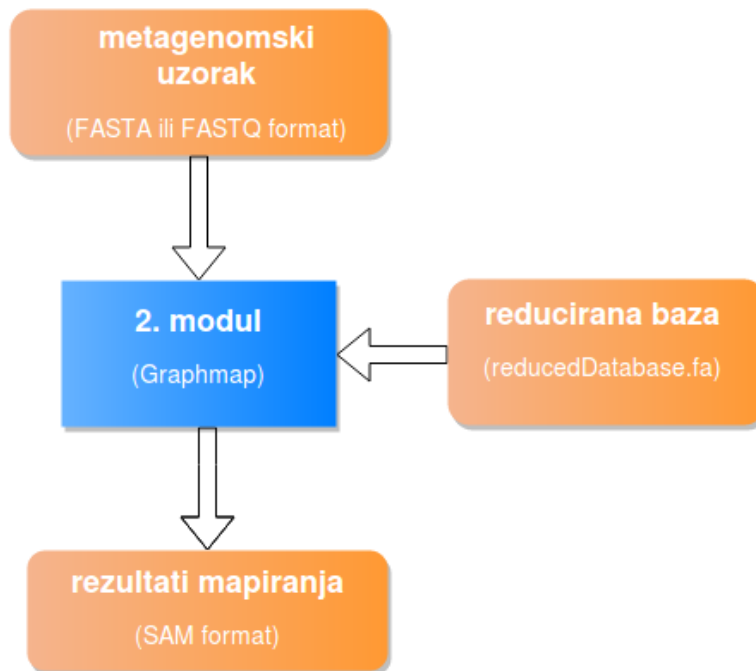 metagenomski
uzorak
(FASTA ili FASTQ format)
2. modul
(Graphmap)
reducirana baza
(reducedDatabase.fa)
rezultati mapiranja
(SAM format)